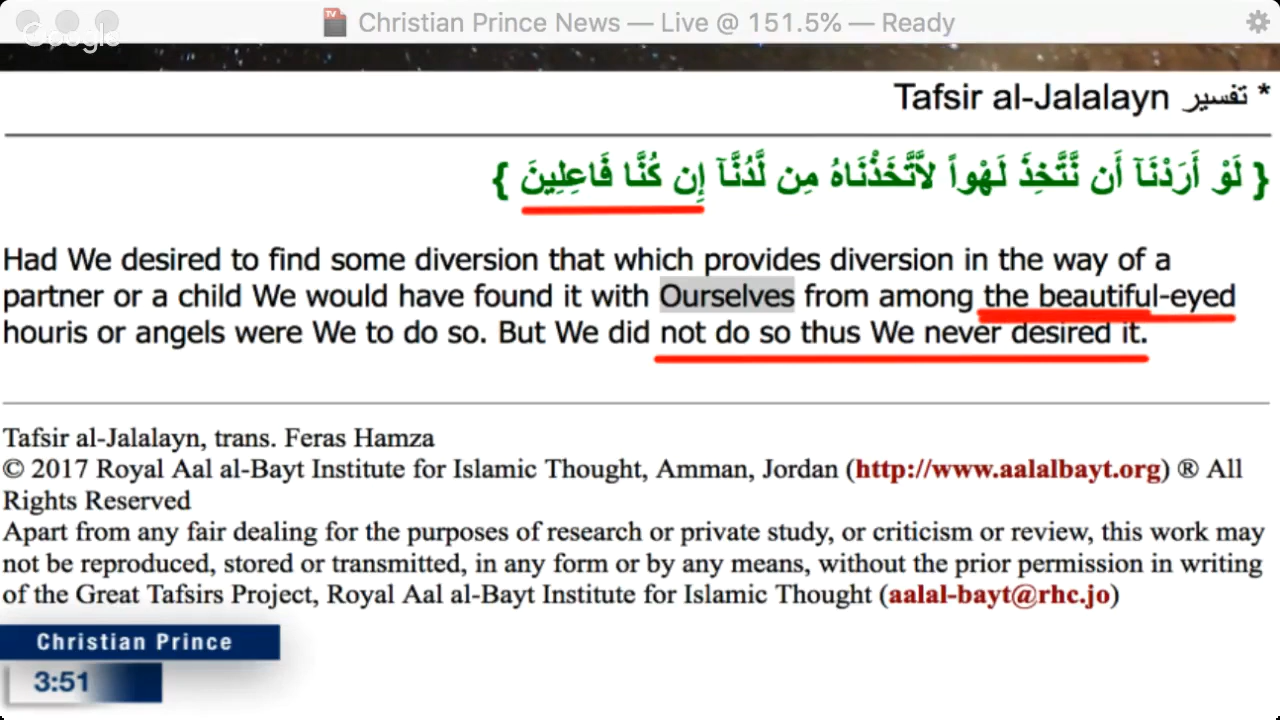 Christian Prince News — Live @ 151.5% — Ready
Google
Tafsir al-Jalalayn تفسير *
{ لَوْ أَرَدْنَآ أَن نَّتَّخِذَ لَهْواً لاَّتَّخَذْنَاهُ مِن لَّدُنَّآ إِن كُنَّا فَاعِلِينَ }
Had We desired to find some diversion that which provides diversion in the way of a
partner or a child We would have found it with Ourselves from among the beautiful-eyed
houris or angels were We to do so. But We did not do so thus We never desired it.
Tafsir al-Jalalayn, trans. Feras Hamza
© 2017 Royal Aal al-Bayt Institute for Islamic Thought, Amman, Jordan (http://www.aalalbayt.org) ® All
Rights Reserved
Apart from any fair dealing for the purposes of research or private study, or criticism or review, this work may
not be reproduced, stored or transmitted, in any form or by any means, without the prior permission in writing
of the Great Tafsirs Project, Royal Aal al-Bayt Institute for Islamic Thought (aalal-bayt@rhc.jo)
Christian Prince
3:51